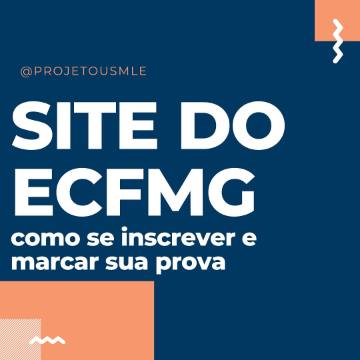 @PROJETOUSMLE
SITE DO
ECFMG
como se inscrever e
marcar sua prova